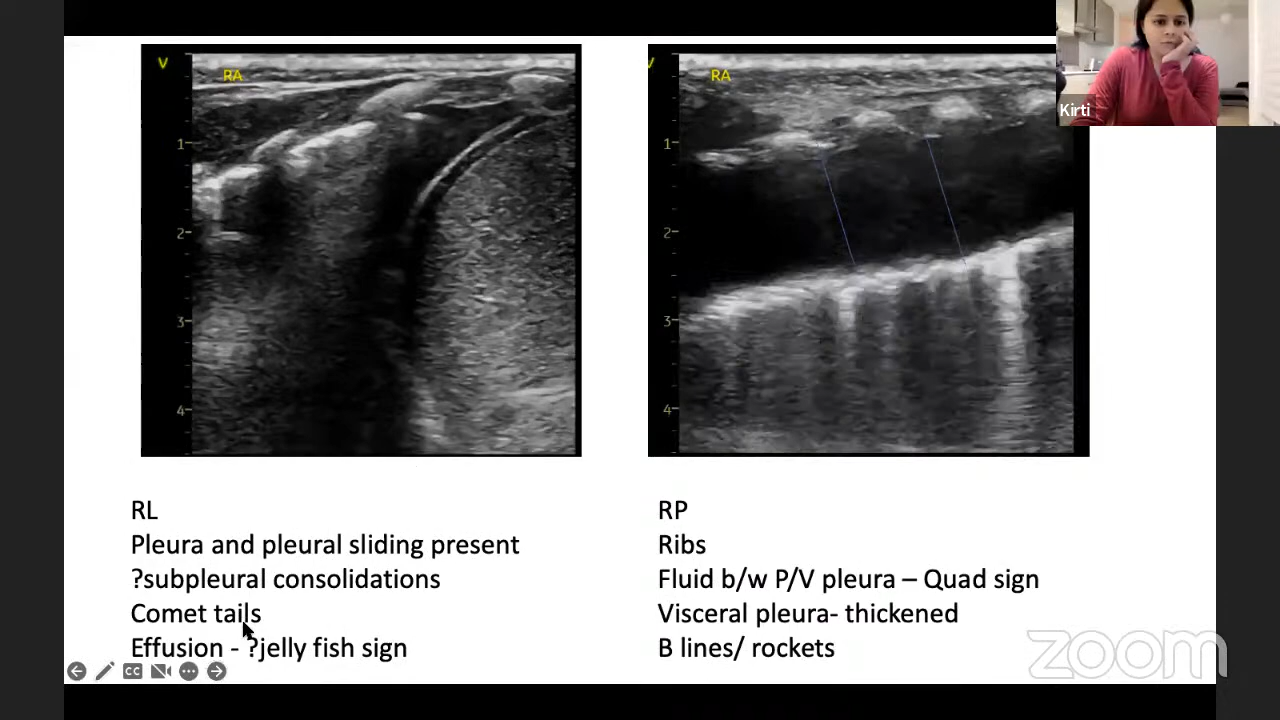 V
RA
1
2
3
4
V
RA
1
2
3
4
Kirti
RL
Pleura and pleural sliding present
?subpleural consolidations
Comet tails
Effusion - ?jelly fish sign
RP
Ribs
Fluid b/w P/V pleura – Quad sign
Visceral pleura- thickened
B lines/ rockets
CC
zoom